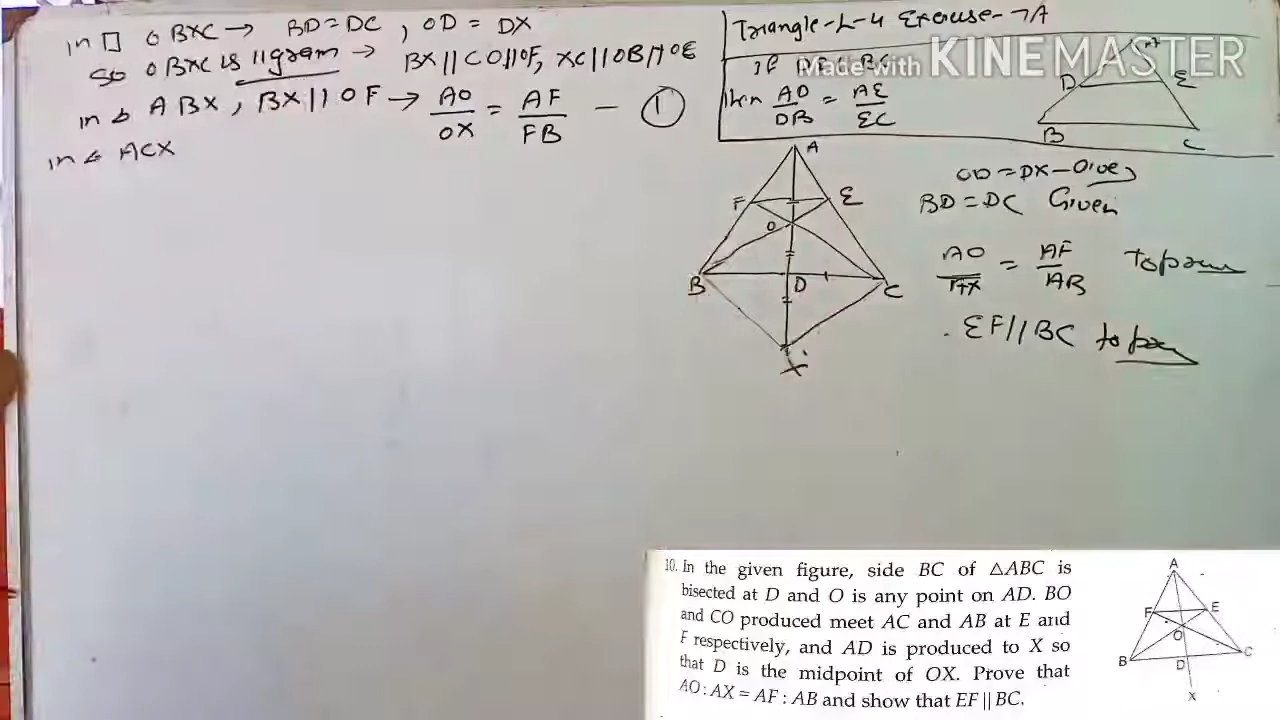 in □ OBXC → BD = DC, OD = DX
So OBXC is ||gram → BX || CO || OF, XC || OB || OE
in Δ ABX, BX || OF → AO/OX = AF/FB — ①
in Δ ACX
Triangle-L-4 Exercise-7A
Made with KINEMASTER
If BC
then AD/DB = AE/EC
D E
B C
A
F E
O
B D C
X
OD = DX - Given
BD = DC Given
AO/AX = AF/AB to prove
EF || BC to prove
10. In the given figure, side BC of △ABC is
bisected at D and O is any point on AD. BO
and CO produced meet AC and AB at E and
F respectively, and AD is produced to X so
that D is the midpoint of OX. Prove that
AO : AX = AF : AB and show that EF || BC.
A
F E
O
B D C
X